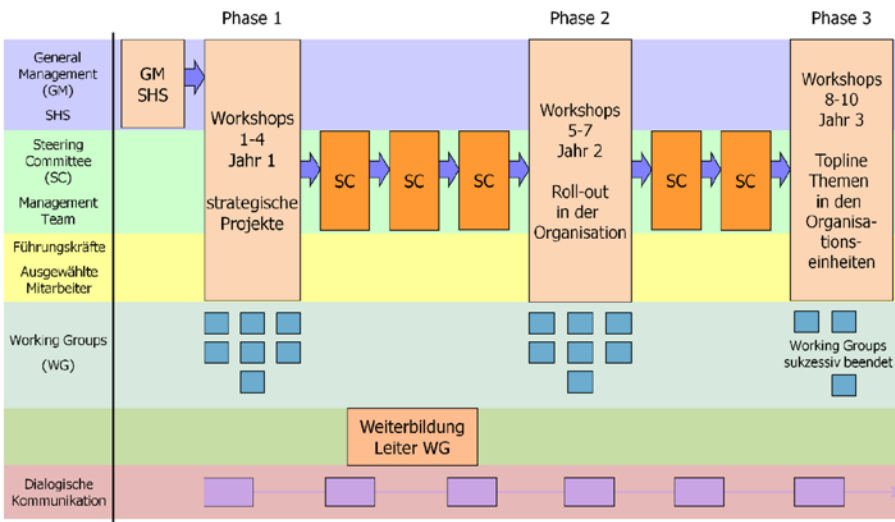 Phase 1
Phase 2
Phase 3
General
Management
(GM)
SHS
GM
SHS
Workshops
1-4
Jahr 1
strategische
Projekte
Workshops
5-7
Jahr 2
Roll-out
in der
Organisation
Workshops
8-10
Jahr 3
Topline
Themen
in den
Organisa-
tions-
einheiten
Steering
Committee
(SC)
Management
Team
SC
SC
SC
SC
SC
Führungskräfte
Ausgewählte
Mitarbeiter
Working Groups
(WG)
Working Groups
sukzessiv beendet
Weiterbildung
Leiter WG
Dialogische
Kommunikation